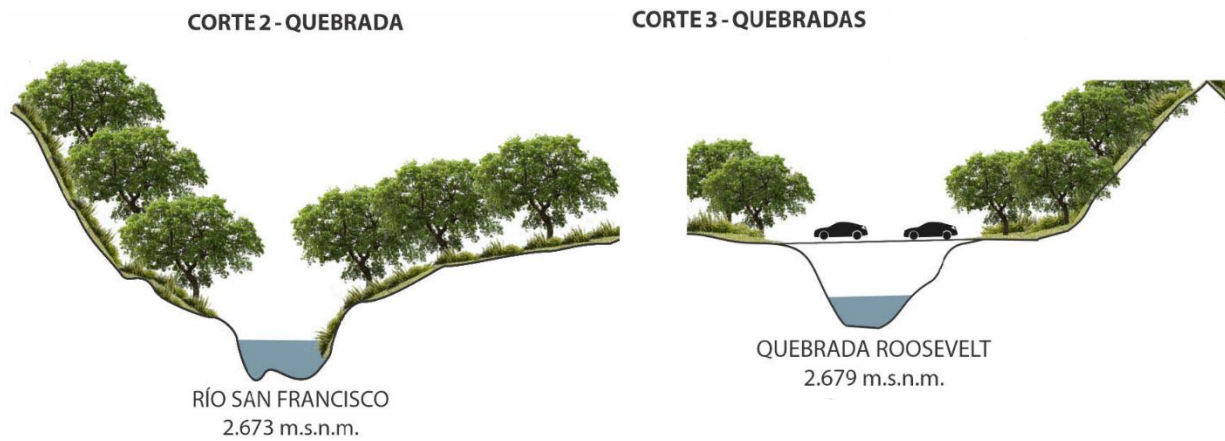 CORTE 2 - QUEBRADA
RÍO SAN FRANCISCO
2.673 m.s.n.m.
CORTE 3 - QUEBRADAS
QUEBRADA ROOSEVELT
2.679 m.s.n.m.